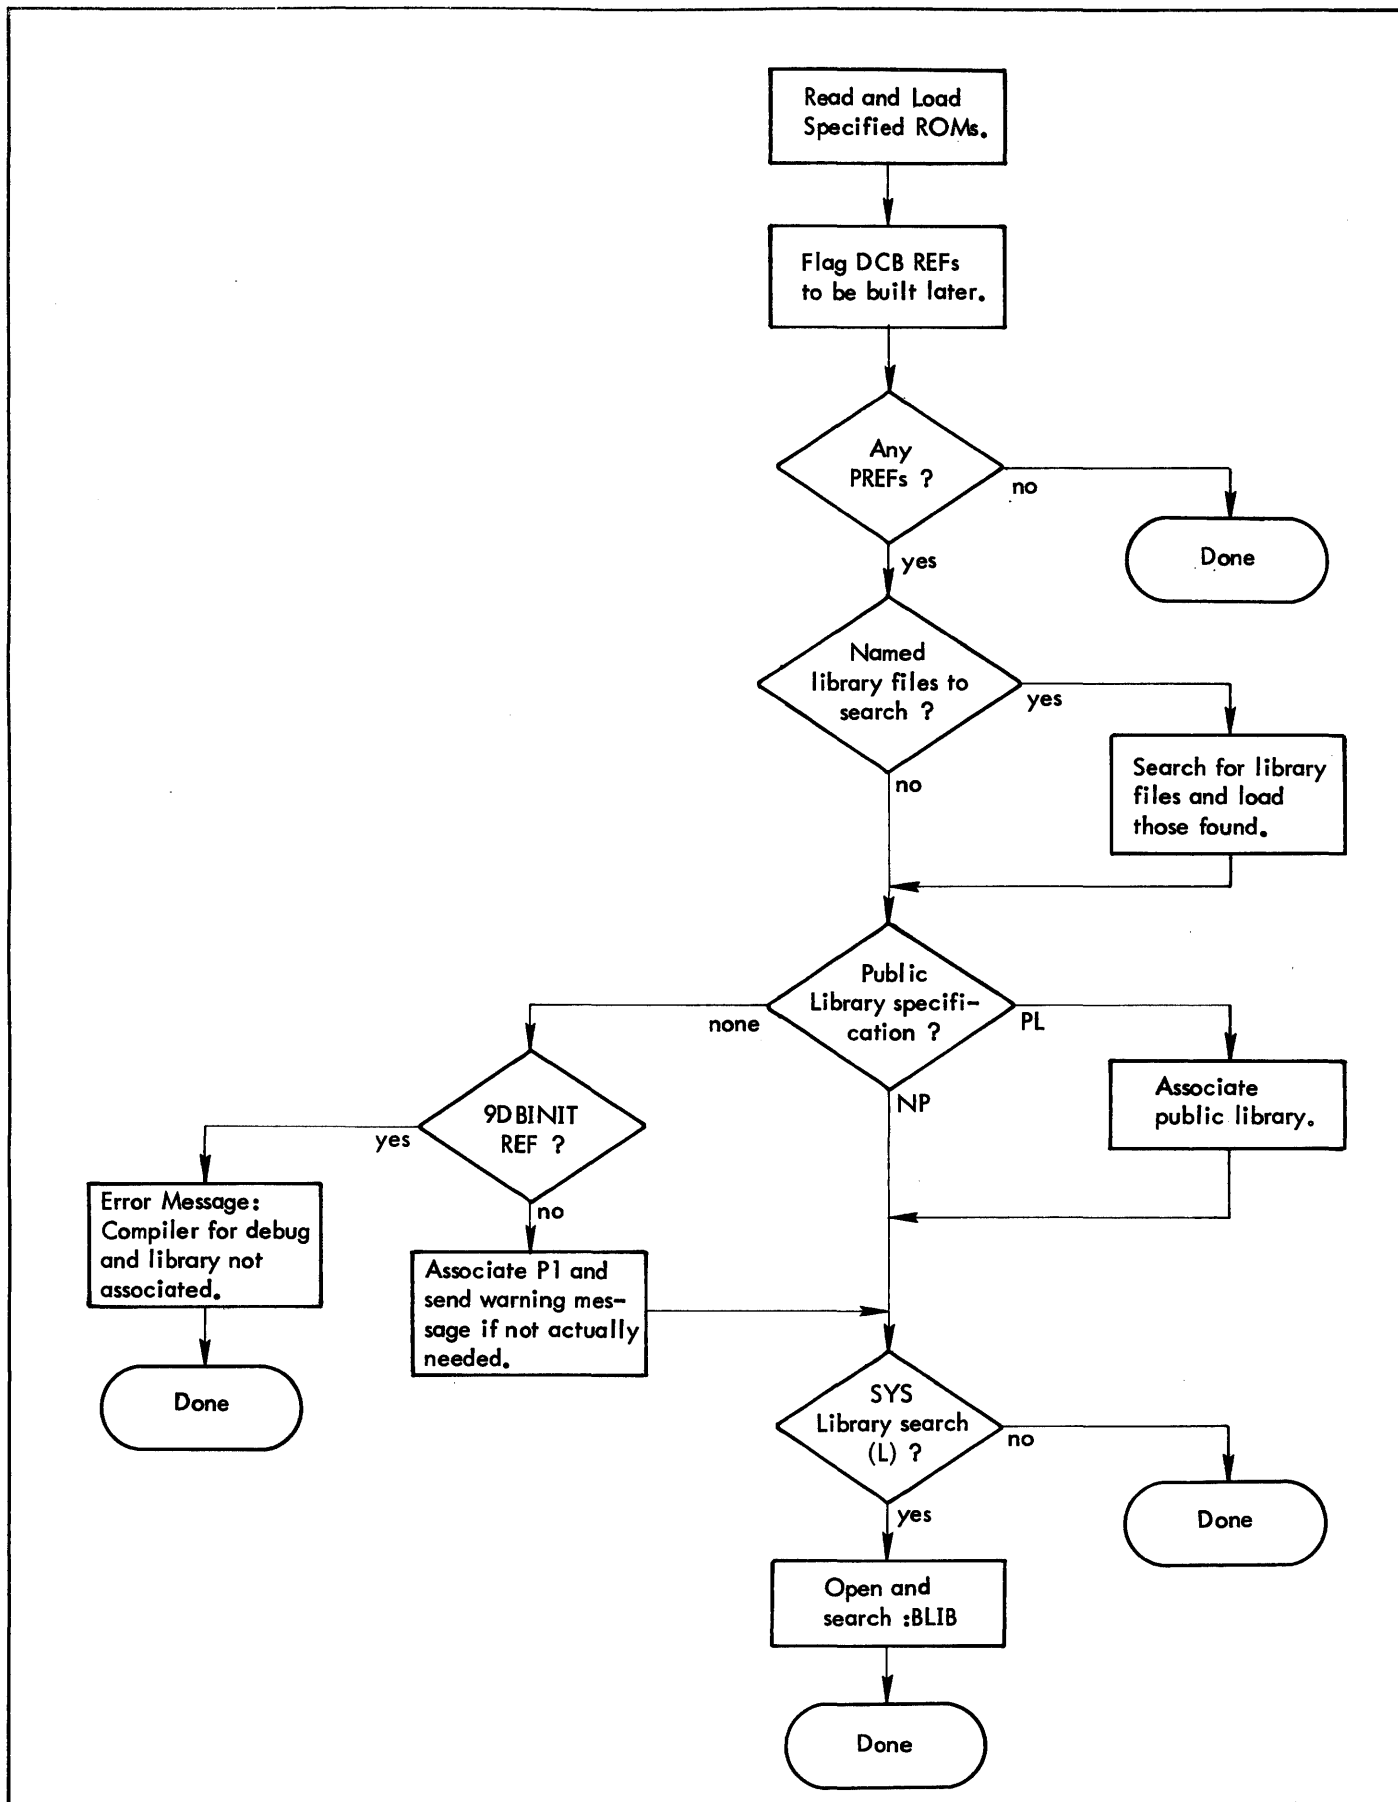 Read and Load
Specified ROMs.
Flag DCB REFs
to be built later.
Any
PREFs ?
no
Done
yes
Named
library files to
search ?
yes
Search for library
files and load
those found.
no
Public
Library specifi-
cation ?
none
PL
NP
Associate
public library.
9DBINIT
REF ?
yes
no
Error Message:
Compiler for debug
and library not
associated.
Associate P1 and
send warning mes-
sage if not actually
needed.
Done
SYS
Library search
(L) ?
no
Done
yes
Open and
search :BLIB
Done